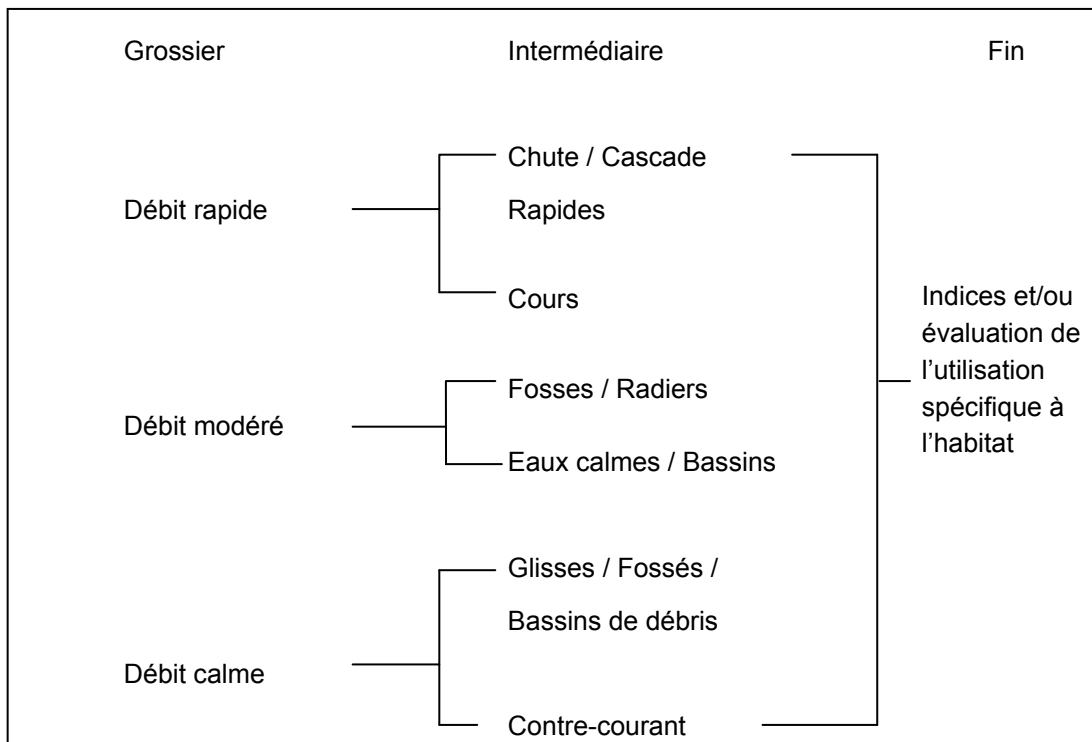 Grossier Intermédiaire Fin
Chute / Cascade
Débit rapide Rapides
Cours
Indices et/ou
évaluation de
l’utilisation
spécifique à
l’habitat
Fosses / Radiers
Débit modéré
Eaux calmes / Bassins
Glisses / Fossés /
Bassins de débris
Débit calme
Contre-courant